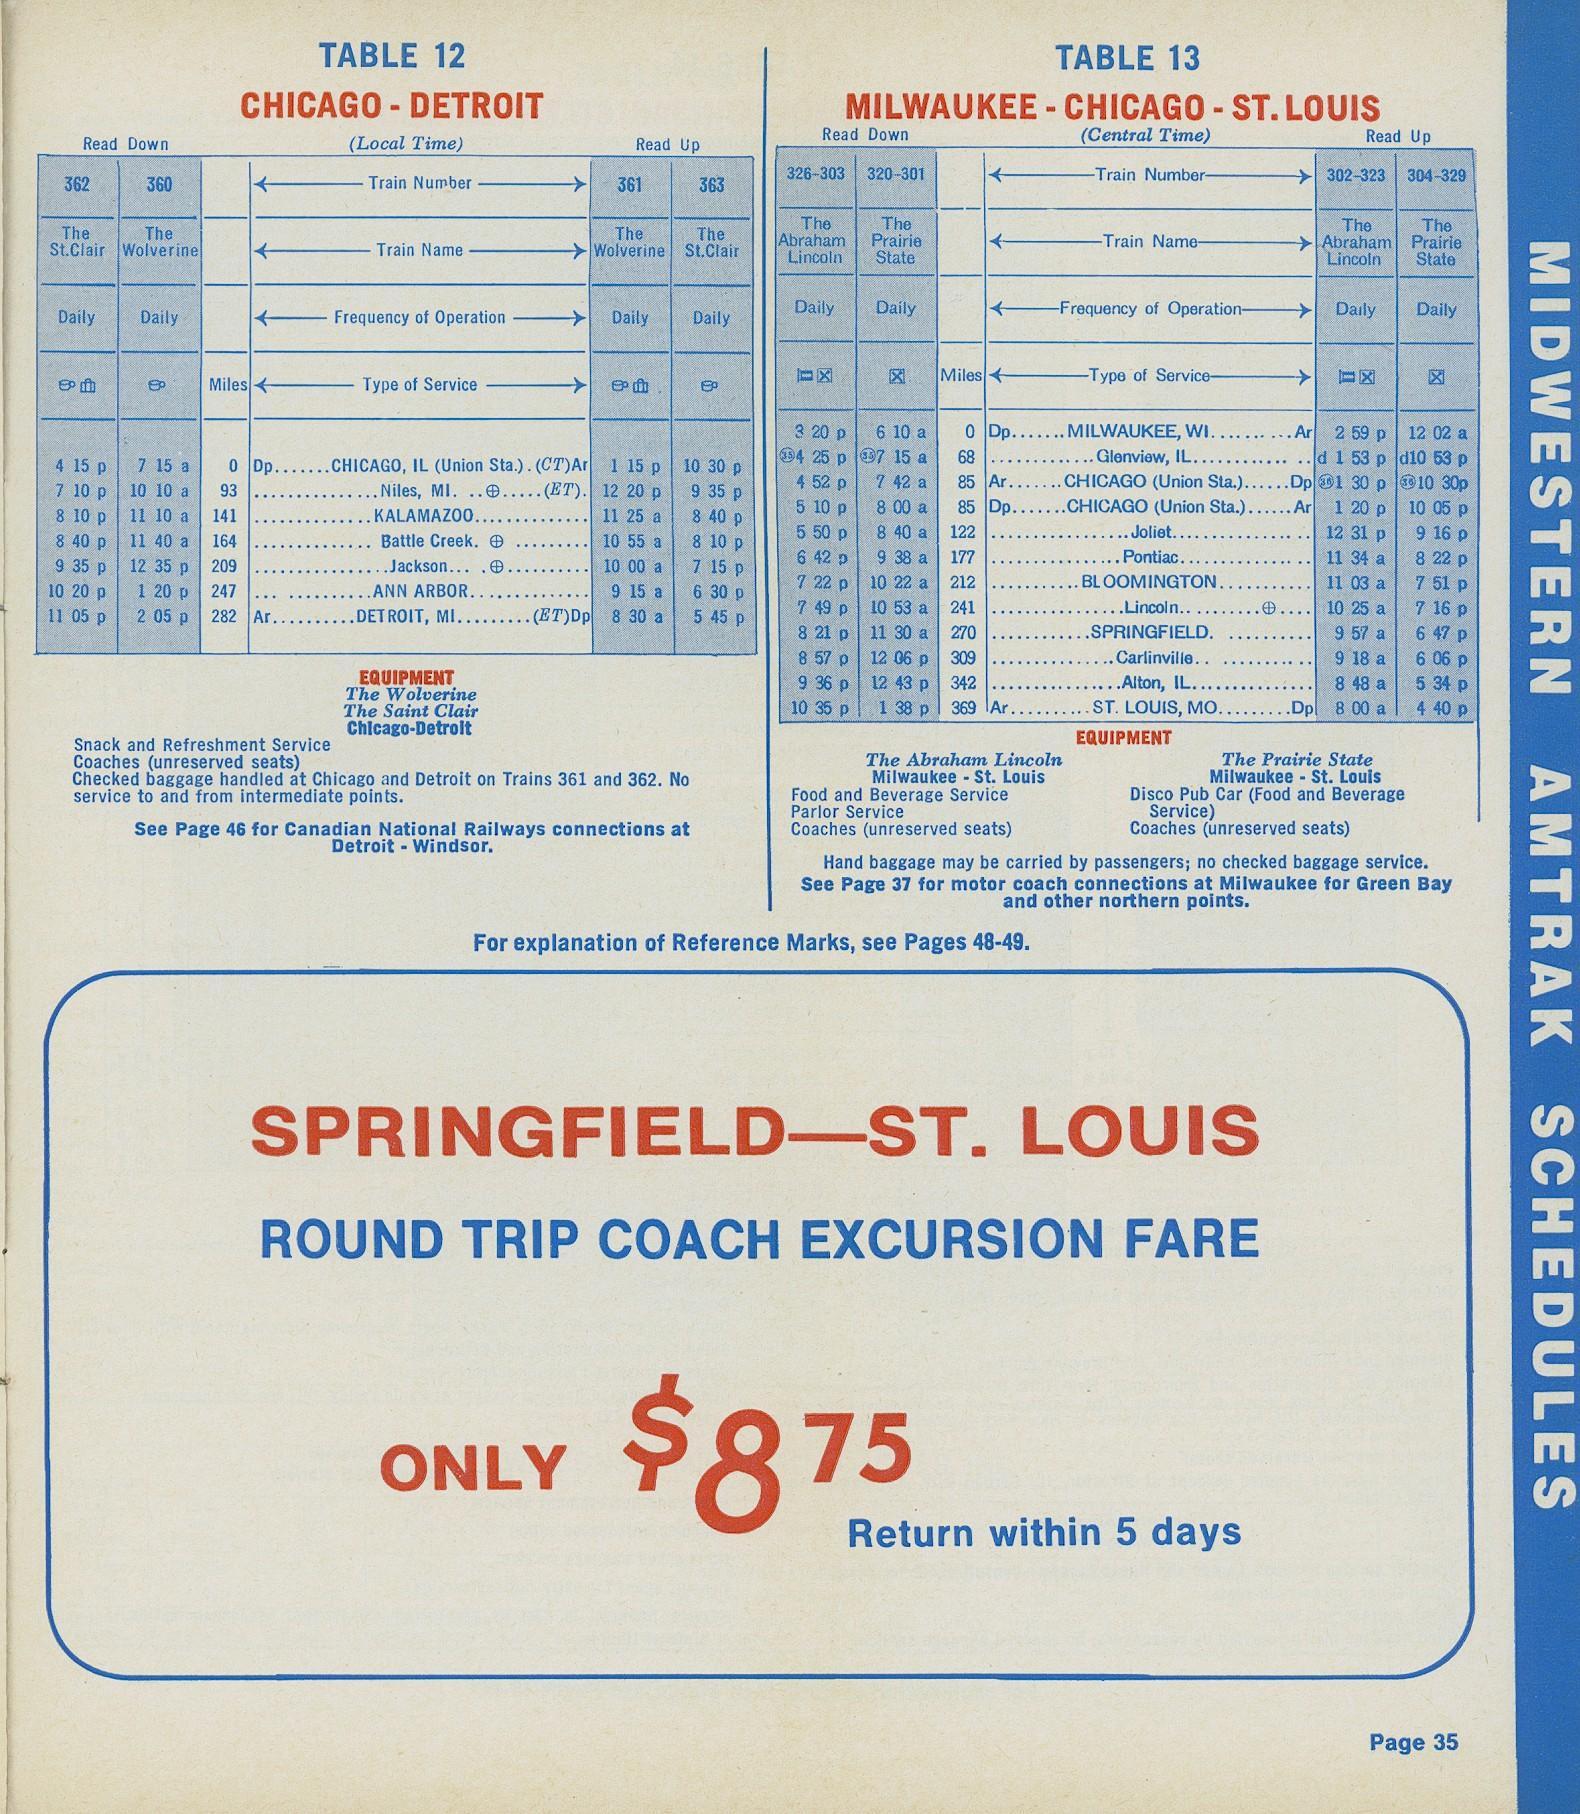 TABLE 12
CHICAGO - DETROIT
Read Down (Local Time) Read Up
362 360 Train Number 361 363
The St.Clair The Wolverine Train Name The Wolverine The St.Clair
Daily Daily Frequency of Operation Daily Daily
Miles Type of Service
4 15 p 7 15 a 0 Dp.......CHICAGO, IL (Union Sta.).(CT)Ar 1 15 p 10 30 p
7 10 p 10 10 a 93 ...............Niles, MI. ..⊕.....(ET). 12 20 p 9 35 p
8 10 p 11 10 a 141 ..............KALAMAZOO.............. 11 25 a 8 40 p
8 40 p 11 40 a 164 .............. Battle Creek. ⊕ ......... 10 55 a 8 10 p
9 35 p 12 35 p 209 ................Jackson... .⊕.......... 10 00 a 7 15 p
10 20 p 1 20 p 247 ... ...........ANN ARBOR............. 9 15 a 6 30 p
11 05 p 2 05 p 282 Ar..........DETROIT, MI.........(ET)Dp 8 30 a 5 45 p
EQUIPMENT
The Wolverine
The Saint Clair
Chicago-Detroit
Snack and Refreshment Service
Coaches (unreserved seats)
Checked baggage handled at Chicago and Detroit on Trains 361 and 362. No
service to and from intermediate points.
See Page 46 for Canadian National Railways connections at
Detroit - Windsor.
TABLE 13
MILWAUKEE - CHICAGO - ST. LOUIS
Read Down (Central Time) Read Up
326-303 320-301 Train Number 302-323 304-329
The Abraham Lincoln The Prairie State Train Name The Abraham Lincoln The Prairie State
Daily Daily Frequency of Operation Daily Daily
Miles Type of Service
3 20 p 6 10 a 0 Dp.......MILWAUKEE, WI..........Ar 2 59 p 12 02 a
㉟4 25 p ㉟7 15 a 68 .............Glenview, IL.............. d 1 53 p d10 53 p
4 52 p 7 42 a 85 Ar.......CHICAGO (Union Sta.)......Dp ㊱1 30 p ㊱10 30p
5 10 p 8 00 a 85 Dp.......CHICAGO (Union Sta.)......Ar 1 20 p 10 05 p
5 50 p 8 40 a 122 ..................Joliet................. 12 31 p 9 16 p
6 42 p 9 38 a 177 .................Pontiac................ 11 34 a 8 22 p
7 22 p 10 22 a 212 ...........BLOOMINGTON............ 11 03 a 7 51 p
7 49 p 10 53 a 241 .................Lincoln..........⊕.... 10 25 a 7 16 p
8 21 p 11 30 a 270 ............SPRINGFIELD. .......... 9 57 a 6 47 p
8 57 p 12 06 p 309 ...............Carlinville.. ........... 9 18 a 6 06 p
9 36 p 12 43 p 342 ................Alton, IL............... 8 48 a 5 34 p
10 35 p 1 38 p 369 Ar..........ST. LOUIS, MO.........Dp 8 00 a 4 40 p
EQUIPMENT
The Abraham Lincoln
Milwaukee - St. Louis
Food and Beverage Service
Parlor Service
Coaches (unreserved seats)
The Prairie State
Milwaukee - St. Louis
Disco Pub Car (Food and Beverage
Service)
Coaches (unreserved seats)
Hand baggage may be carried by passengers; no checked baggage service.
See Page 37 for motor coach connections at Milwaukee for Green Bay
and other northern points.
For explanation of Reference Marks, see Pages 48-49.
SPRINGFIELD—ST. LOUIS
ROUND TRIP COACH EXCURSION FARE
ONLY $8 75
Return within 5 days
Page 35
MIDWESTERN AMTRAK SCHEDULES